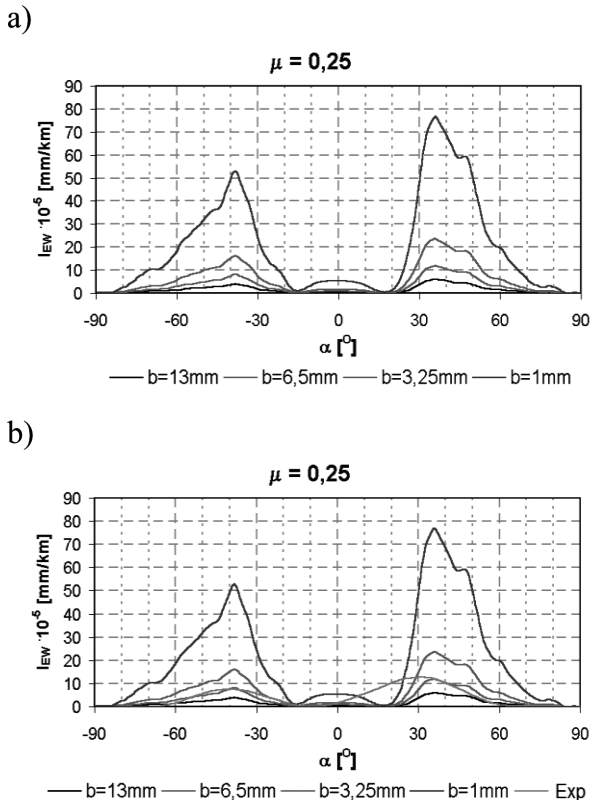 a)
μ = 0,25
90
80
70
60
50
40
30
20
10
0
I_EW ·10⁻⁵ [mm/km]
-90 -60 -30 0 30 60 90
α [º]
b=13mm b=6,5mm b=3,25mm b=1mm
b)
μ = 0,25
90
80
70
60
50
40
30
20
10
0
I_EW ·10⁻⁵ [mm/km]
-90 -60 -30 0 30 60 90
α [º]
b=13mm b=6,5mm b=3,25mm b=1mm Exp